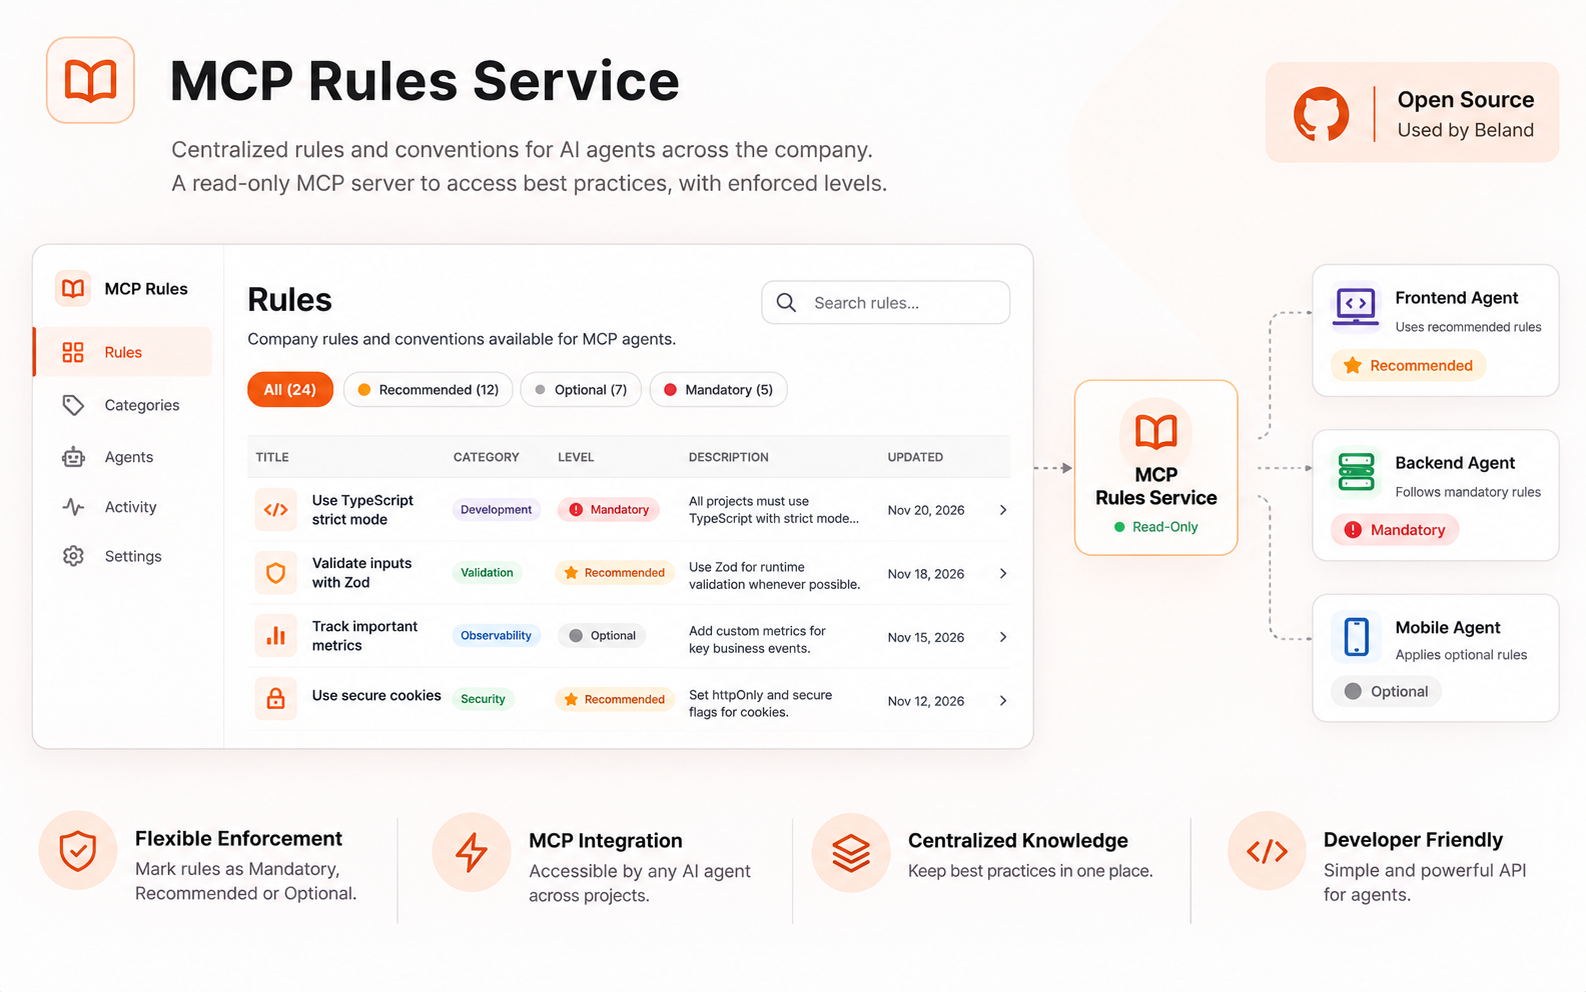 MCP Rules Service
Centralized rules and conventions for AI agents across the company.
A read-only MCP server to access best practices, with enforced levels.
Open Source
Used by Beland
MCP Rules
Rules
Categories
Agents
Activity
Settings
Rules
Search rules...
Company rules and conventions available for MCP agents.
All (24)
Recommended (12)
Optional (7)
Mandatory (5)
TITLE CATEGORY LEVEL DESCRIPTION UPDATED
Use TypeScript
strict mode
Development
Mandatory
All projects must use
TypeScript with strict mode...
Nov 20, 2026
Validate inputs
with Zod
Validation
Recommended
Use Zod for runtime
validation whenever possible.
Nov 18, 2026
Track important
metrics
Observability
Optional
Add custom metrics for
key business events.
Nov 15, 2026
Use secure cookies
Security
Recommended
Set httpOnly and secure
flags for cookies.
Nov 12, 2026
MCP
Rules Service
Read-Only
Frontend Agent
Uses recommended rules
Recommended
Backend Agent
Follows mandatory rules
Mandatory
Mobile Agent
Applies optional rules
Optional
Flexible Enforcement
Mark rules as Mandatory,
Recommended or Optional.
MCP Integration
Accessible by any AI agent
across projects.
Centralized Knowledge
Keep best practices in one place.
Developer Friendly
Simple and powerful API
for agents.